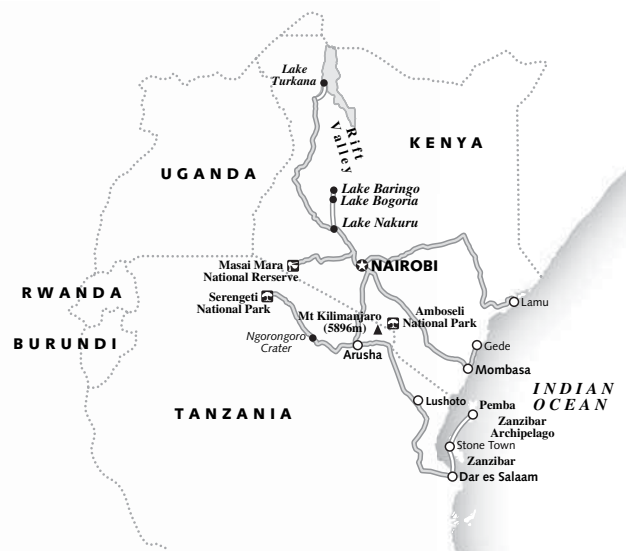 Lake
Turkana
Rift
Valley
KENYA
UGANDA
Lake Baringo
Lake Bogoria
Lake Nakuru
Masai Mara
National Rerserve
NAIROBI
RWANDA
Serengeti
National Park
Mt Kilimanjaro
(5896m)
Amboseli
National Park
Lamu
BURUNDI
Ngorongoro
Crater
Arusha
Gede
Mombasa
INDIAN
OCEAN
TANZANIA
Lushoto
Pemba
Zanzibar
Archipelago
Stone Town
Zanzibar
Dar es Salaam